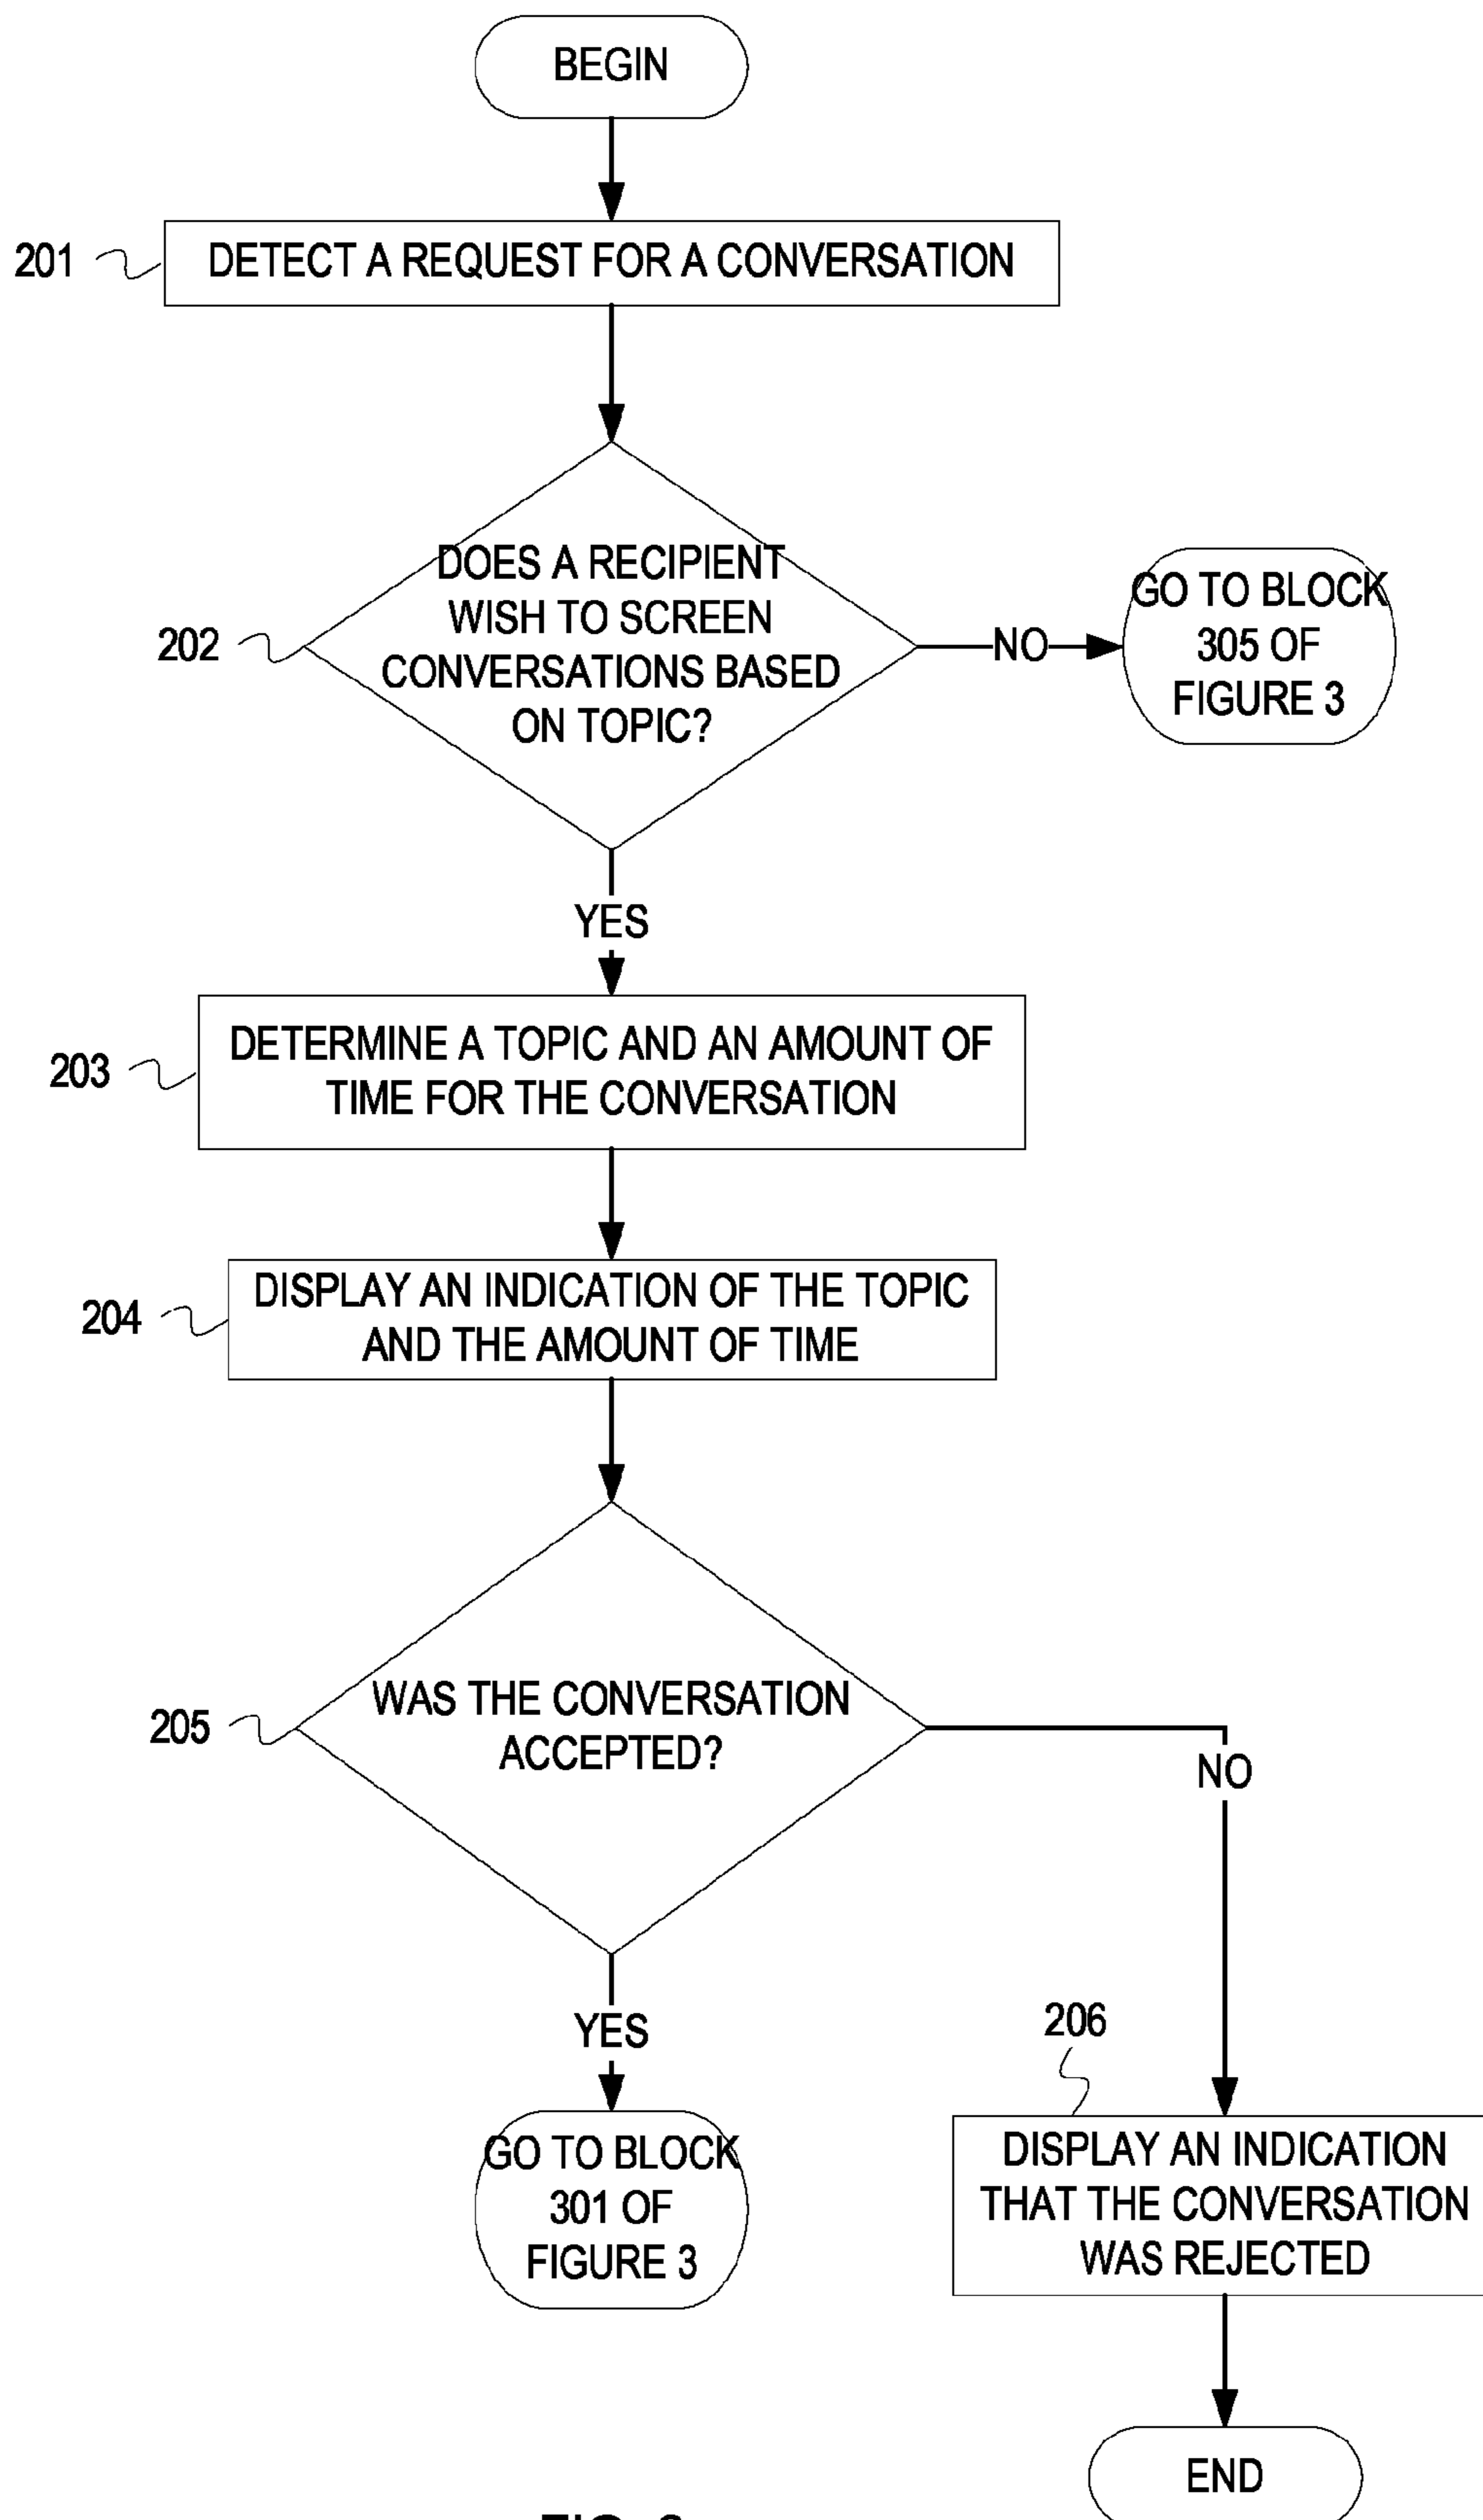 BEGIN
201
DETECT A REQUEST FOR A CONVERSATION
DOES A RECIPIENT
WISH TO SCREEN
CONVERSATIONS BASED
ON TOPIC?
202
NO
GO TO BLOCK
305 OF
FIGURE 3
YES
203
DETERMINE A TOPIC AND AN AMOUNT OF
TIME FOR THE CONVERSATION
204
DISPLAY AN INDICATION OF THE TOPIC
AND THE AMOUNT OF TIME
205
WAS THE CONVERSATION
ACCEPTED?
NO
YES
206
GO TO BLOCK
301 OF
FIGURE 3
DISPLAY AN INDICATION
THAT THE CONVERSATION
WAS REJECTED
END